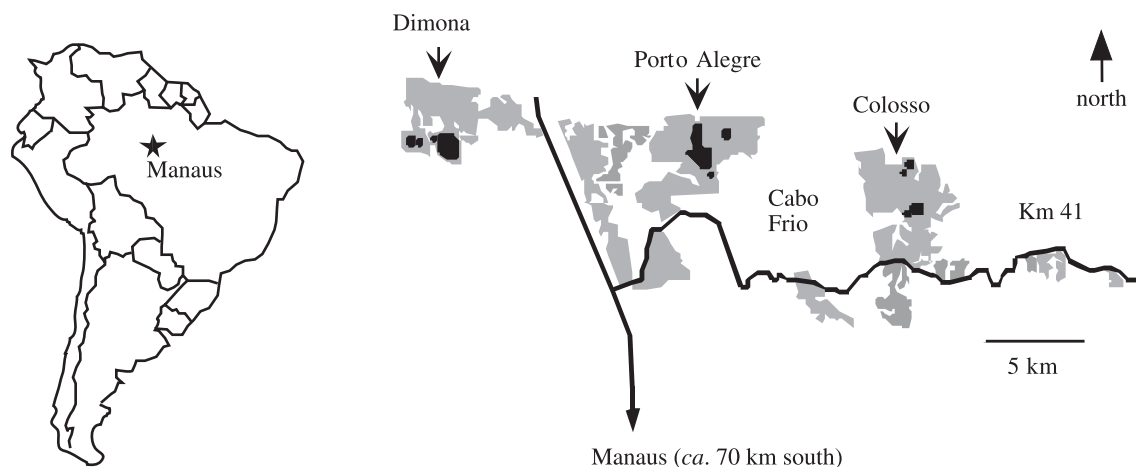 Manaus
Dimona
Porto Alegre
Colosso
north
Cabo
Frio
Km 41
5 km
Manaus (ca. 70 km south)